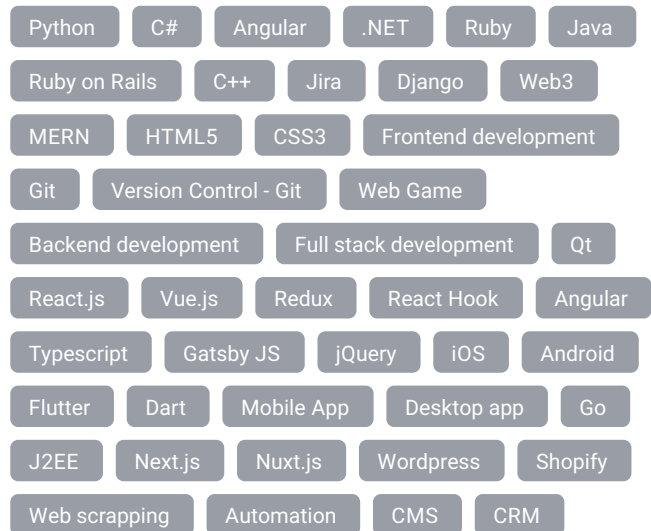 Python C# Angular .NET Ruby Java
Ruby on Rails C++ Jira Django Web3
MERN HTML5 CSS3 Frontend development
Git Version Control - Git Web Game
Backend development Full stack development Qt
React.js Vue.js Redux React Hook Angular
Typescript Gatsby JS jQuery iOS Android
Flutter Dart Mobile App Desktop app Go
J2EE Next.js Nuxt.js Wordpress Shopify
Web scrapping Automation CMS CRM